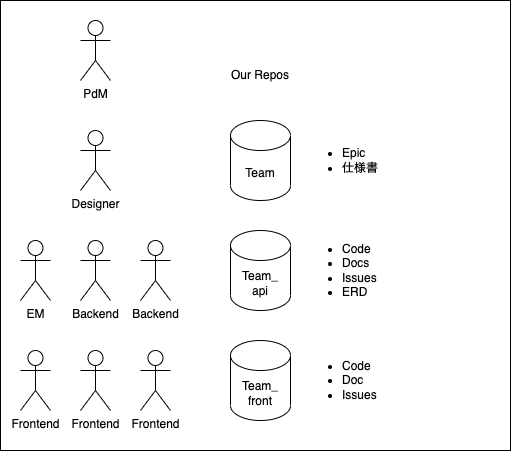 PdM
Our Repos
Designer
Team
Epic
仕様書
EM
Backend
Backend
Team_
api
Code
Docs
Issues
ERD
Frontend
Frontend
Frontend
Team_
front
Code
Doc
Issues